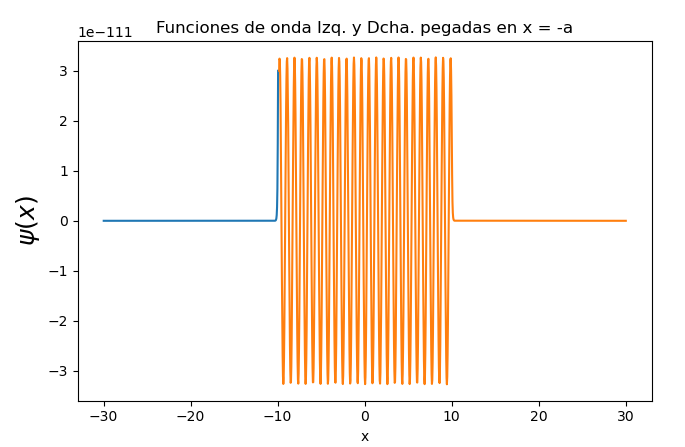 Funciones de onda Izq. y Dcha. pegadas en x = -a
1e−111
3
2
1
0
−1
−2
−3
ψ(x)
−30 −20 −10 0 10 20 30
x